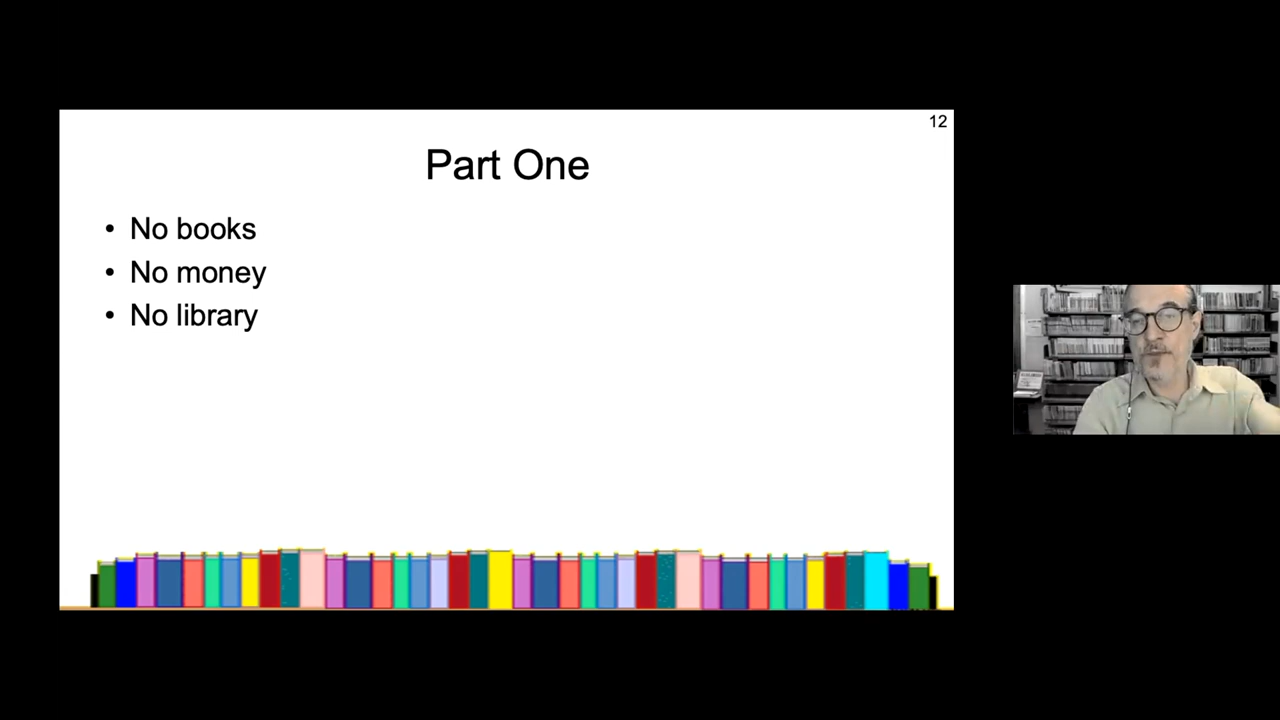 12
Part One
• No books
• No money
• No library